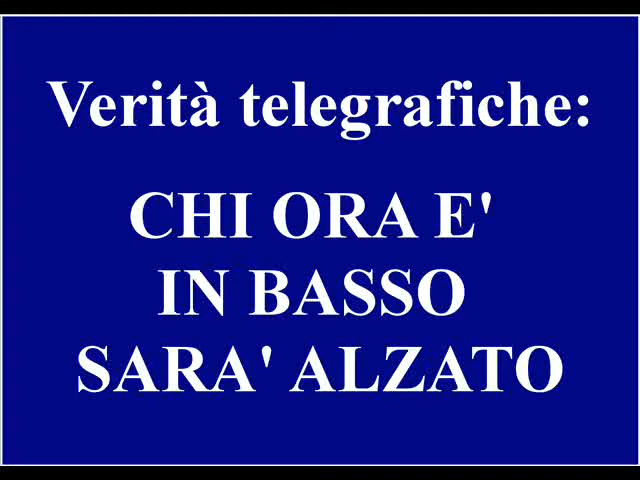 Verità telegrafiche:
CHI ORA E'
IN BASSO
SARA' ALZATO